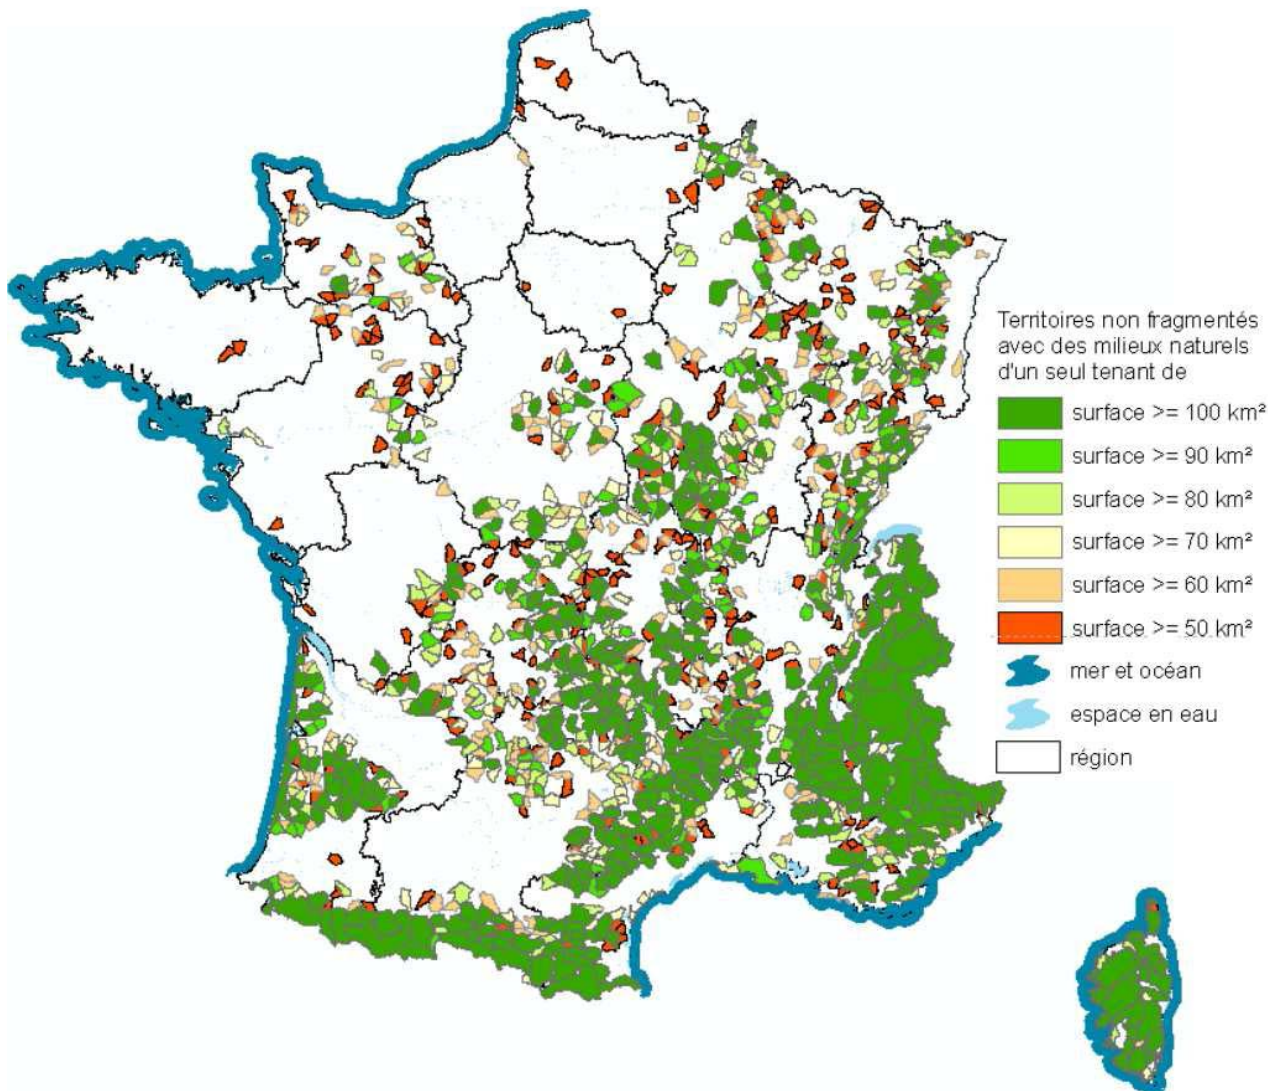 Territoires non fragmentés
avec des milieux naturels
d'un seul tenant de
surface >= 100 km²
surface >= 90 km²
surface >= 80 km²
surface >= 70 km²
surface >= 60 km²
surface >= 50 km²
mer et océan
espace en eau
région